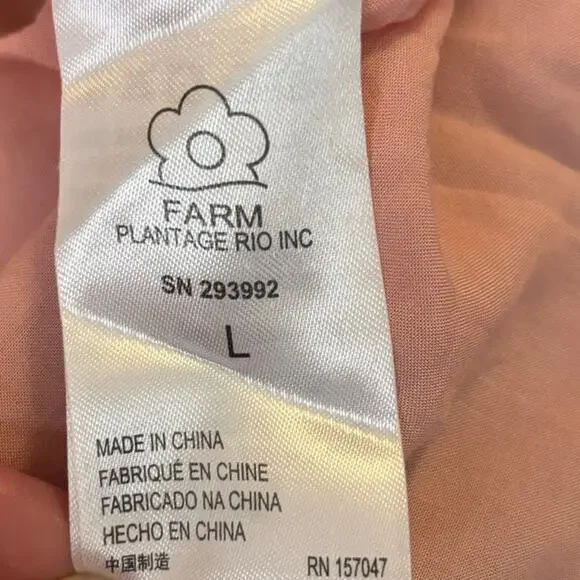 FARM
PLANTAGE RIO INC
SN 293992
L
MADE IN CHINA
FABRIQUÉ EN CHINE
FABRICADO NA CHINA
HECHO EN CHINA
中国制造
RN 157047